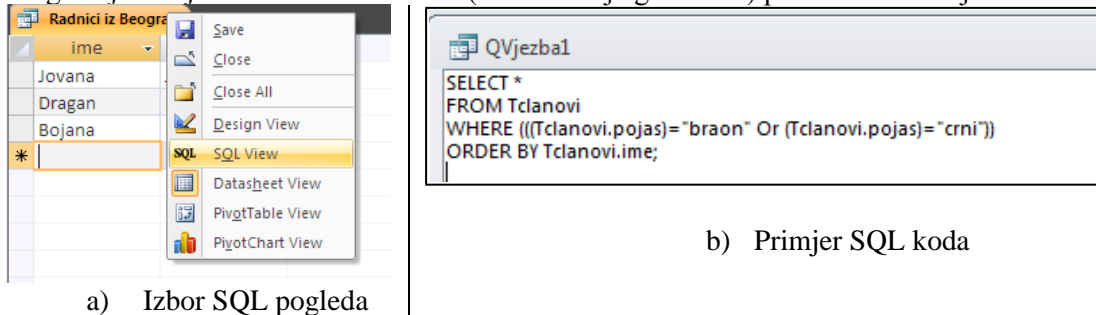 Radnici iz Beogra
ime
Jovana
Dragan
Bojana
Save
Close
Close All
Design View
SQL SQL View
Datasheet View
PivotTable View
PivotChart View
a) Izbor SQL pogleda
QVjezba1
SELECT *
FROM Tclanovi
WHERE (((Tclanovi.pojas)="braon" Or (Tclanovi.pojas)="crni"))
ORDER BY Tclanovi.ime;
b) Primjer SQL koda